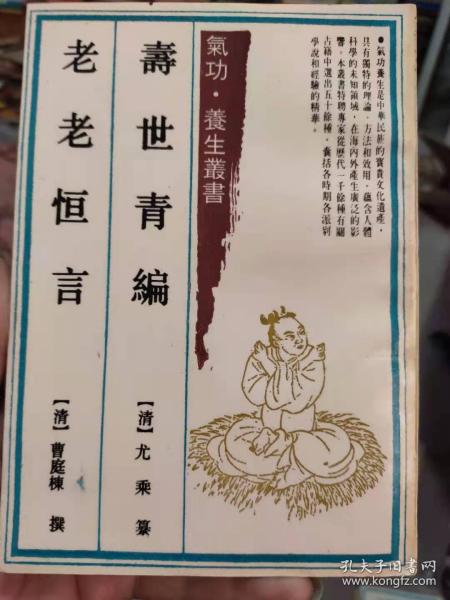 ●氣功養生是中華民族的寶貴文化遺產，
具有獨特的理論、方法和效用，蘊含人體
科學的未知領域，在海內外產生廣泛的影
響。本叢書特聘專家從歷代一千餘種有關
古籍中選出五十餘種，囊括各時期各派別
學說和經驗的精華。
氣功·養生叢書
壽世青編
【清】尤乘 纂
老老恒言
【清】曹庭棟 撰
孔夫子旧书网
www.kongfz.com